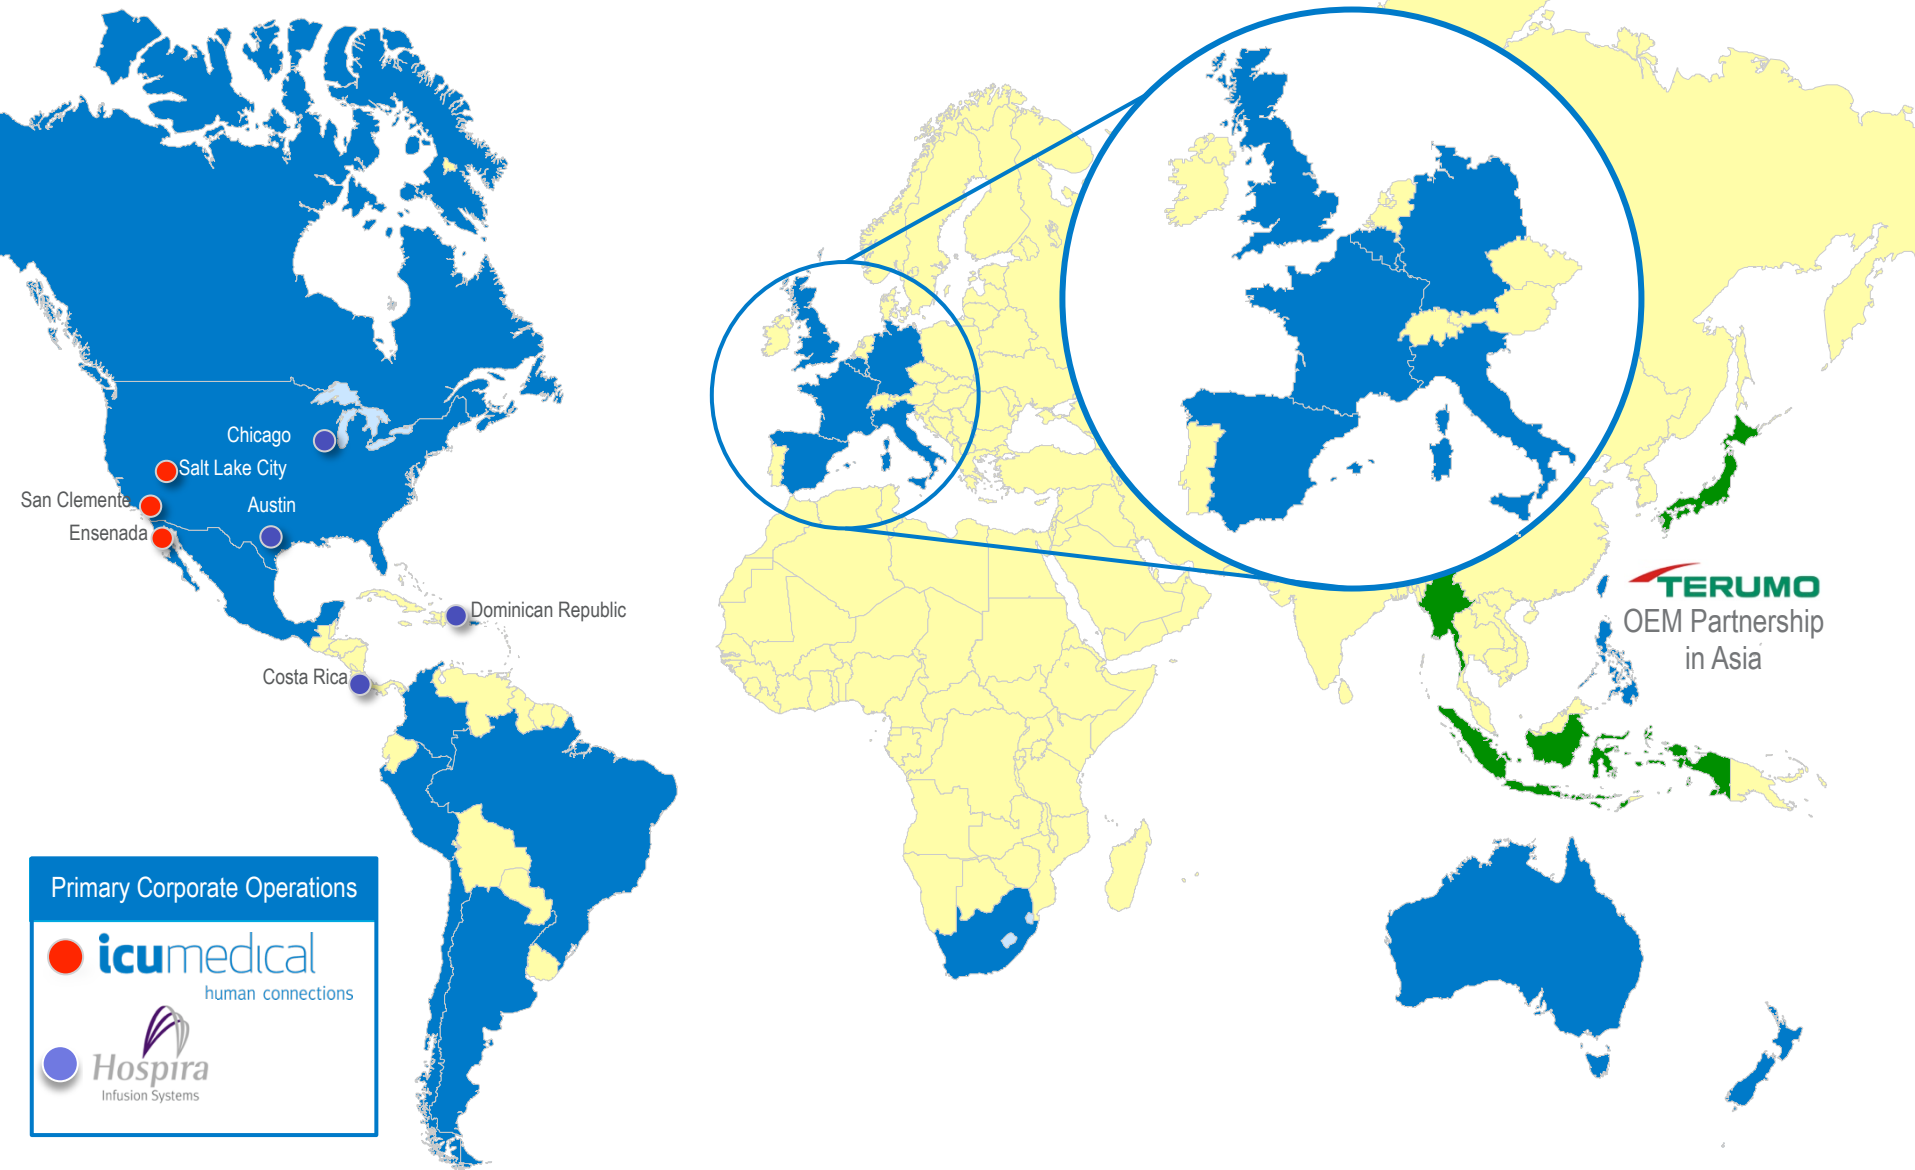 Chicago
Salt Lake City
San Clemente
Austin
Ensenada
Dominican Republic
Costa Rica
TERUMO
OEM Partnership
in Asia
Primary Corporate Operations
icumedical
human connections
Hospira
Infusion Systems